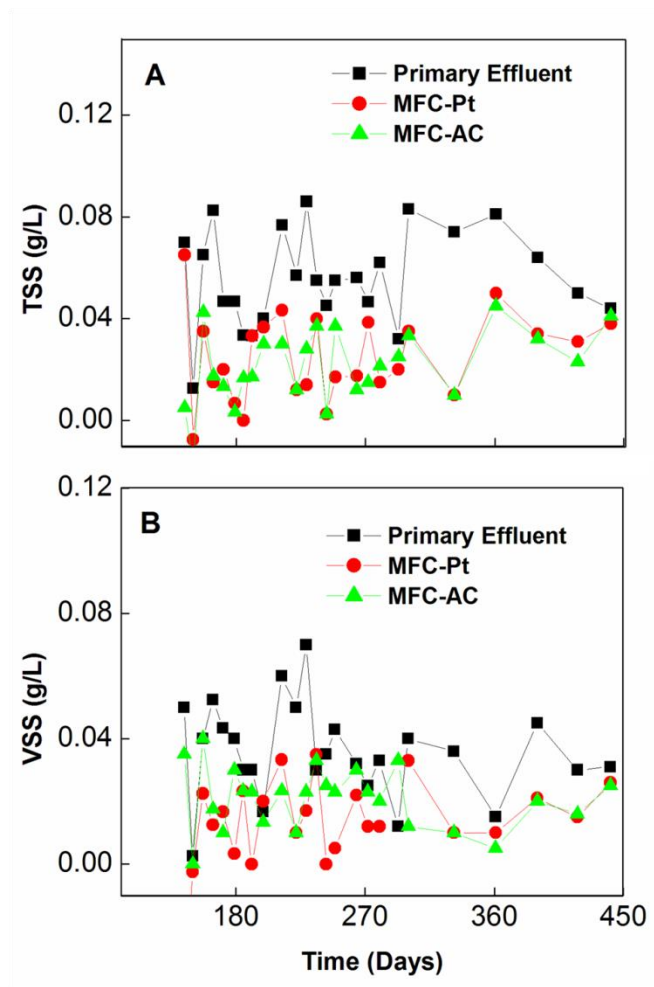 A
Primary Effluent
MFC-Pt
MFC-AC
0.12
0.08
0.04
0.00
TSS (g/L)
B
Primary Effluent
MFC-Pt
MFC-AC
0.12
0.08
0.04
0.00
VSS (g/L)
180 270 360 450
Time (Days)